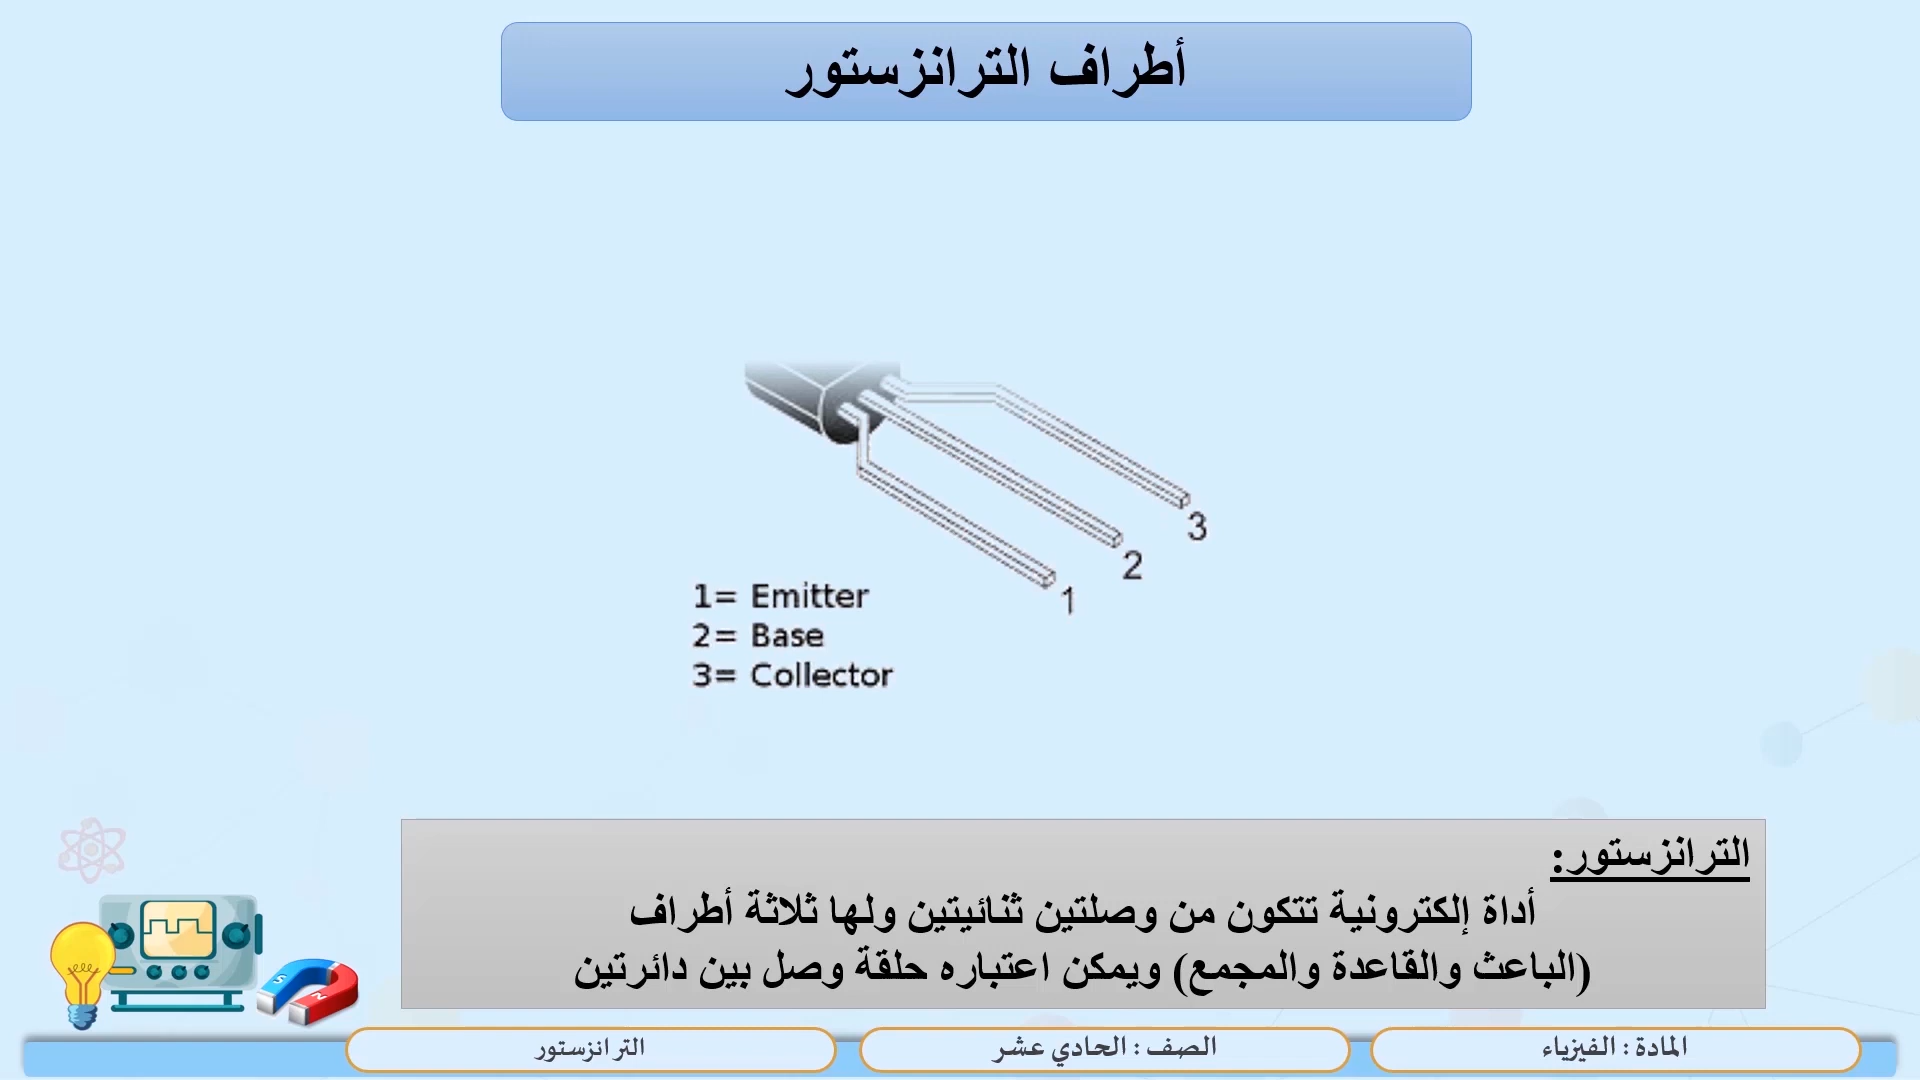 أطراف الترانزستور
3
2
1
1= Emitter
2= Base
3= Collector
الترانزستور:
أداة إلكترونية تتكون من وصلتين ثنائيتين ولها ثلاثة أطراف
(الباعث والقاعدة والمجمع) ويمكن اعتباره حلقة وصل بين دائرتين
S
N
المادة : الفيزياء
الصف : الحادي عشر
الترانزستور